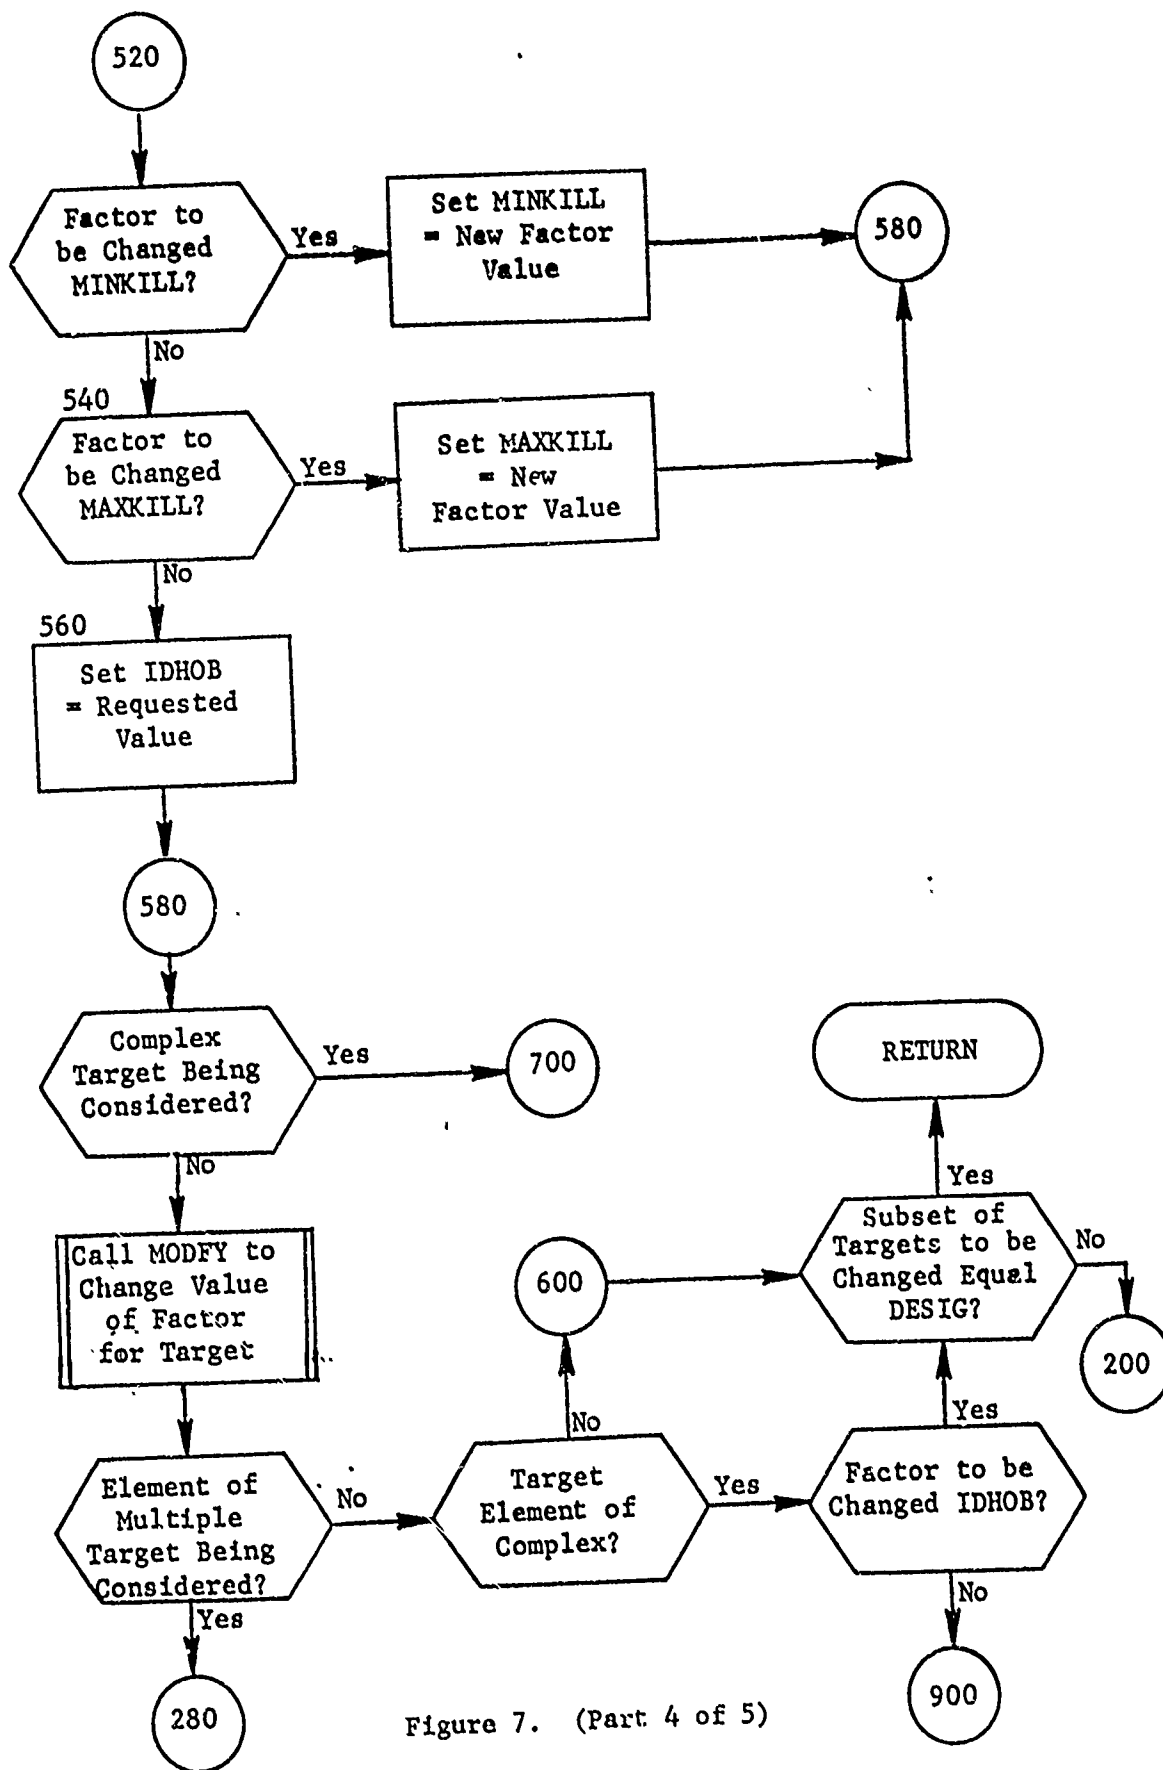 520
Factor to
be Changed
MINKILL?
Yes
Set MINKILL
= New Factor
Value
580
No
540
Factor to
be Changed
MAXKILL?
Yes
Set MAXKILL
= New
Factor Value
No
560
Set IDHOB
= Requested
Value
580
Complex
Target Being
Considered?
Yes
700
RETURN
No
Yes
Call MODFY to
Change Value
of Factor
for Target
600
Subset of
Targets to be
Changed Equal
DESIG?
No
200
No
Yes
Element of
Multiple
Target Being
Considered?
No
Target
Element of
Complex?
Yes
Factor to be
Changed IDHOB?
Yes
No
280
900
Figure 7. (Part 4 of 5)